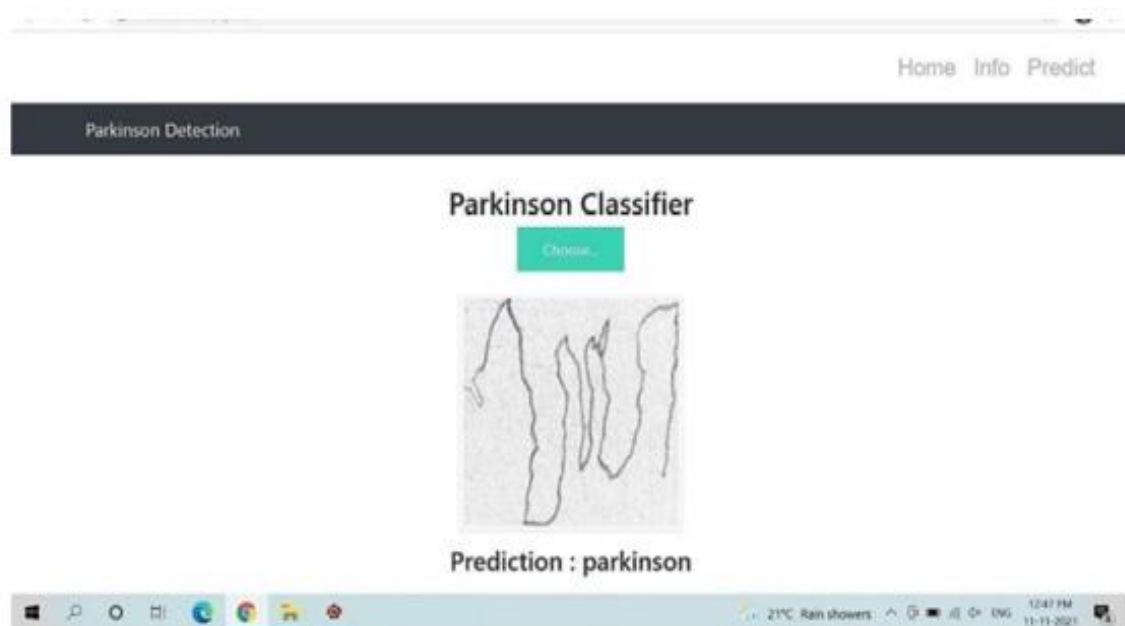 Home Info Predict
Parkinson Detection
Parkinson Classifier
Choose...
Prediction : parkinson
21°C Rain showers ENG 12:47 PM
11-11-2021